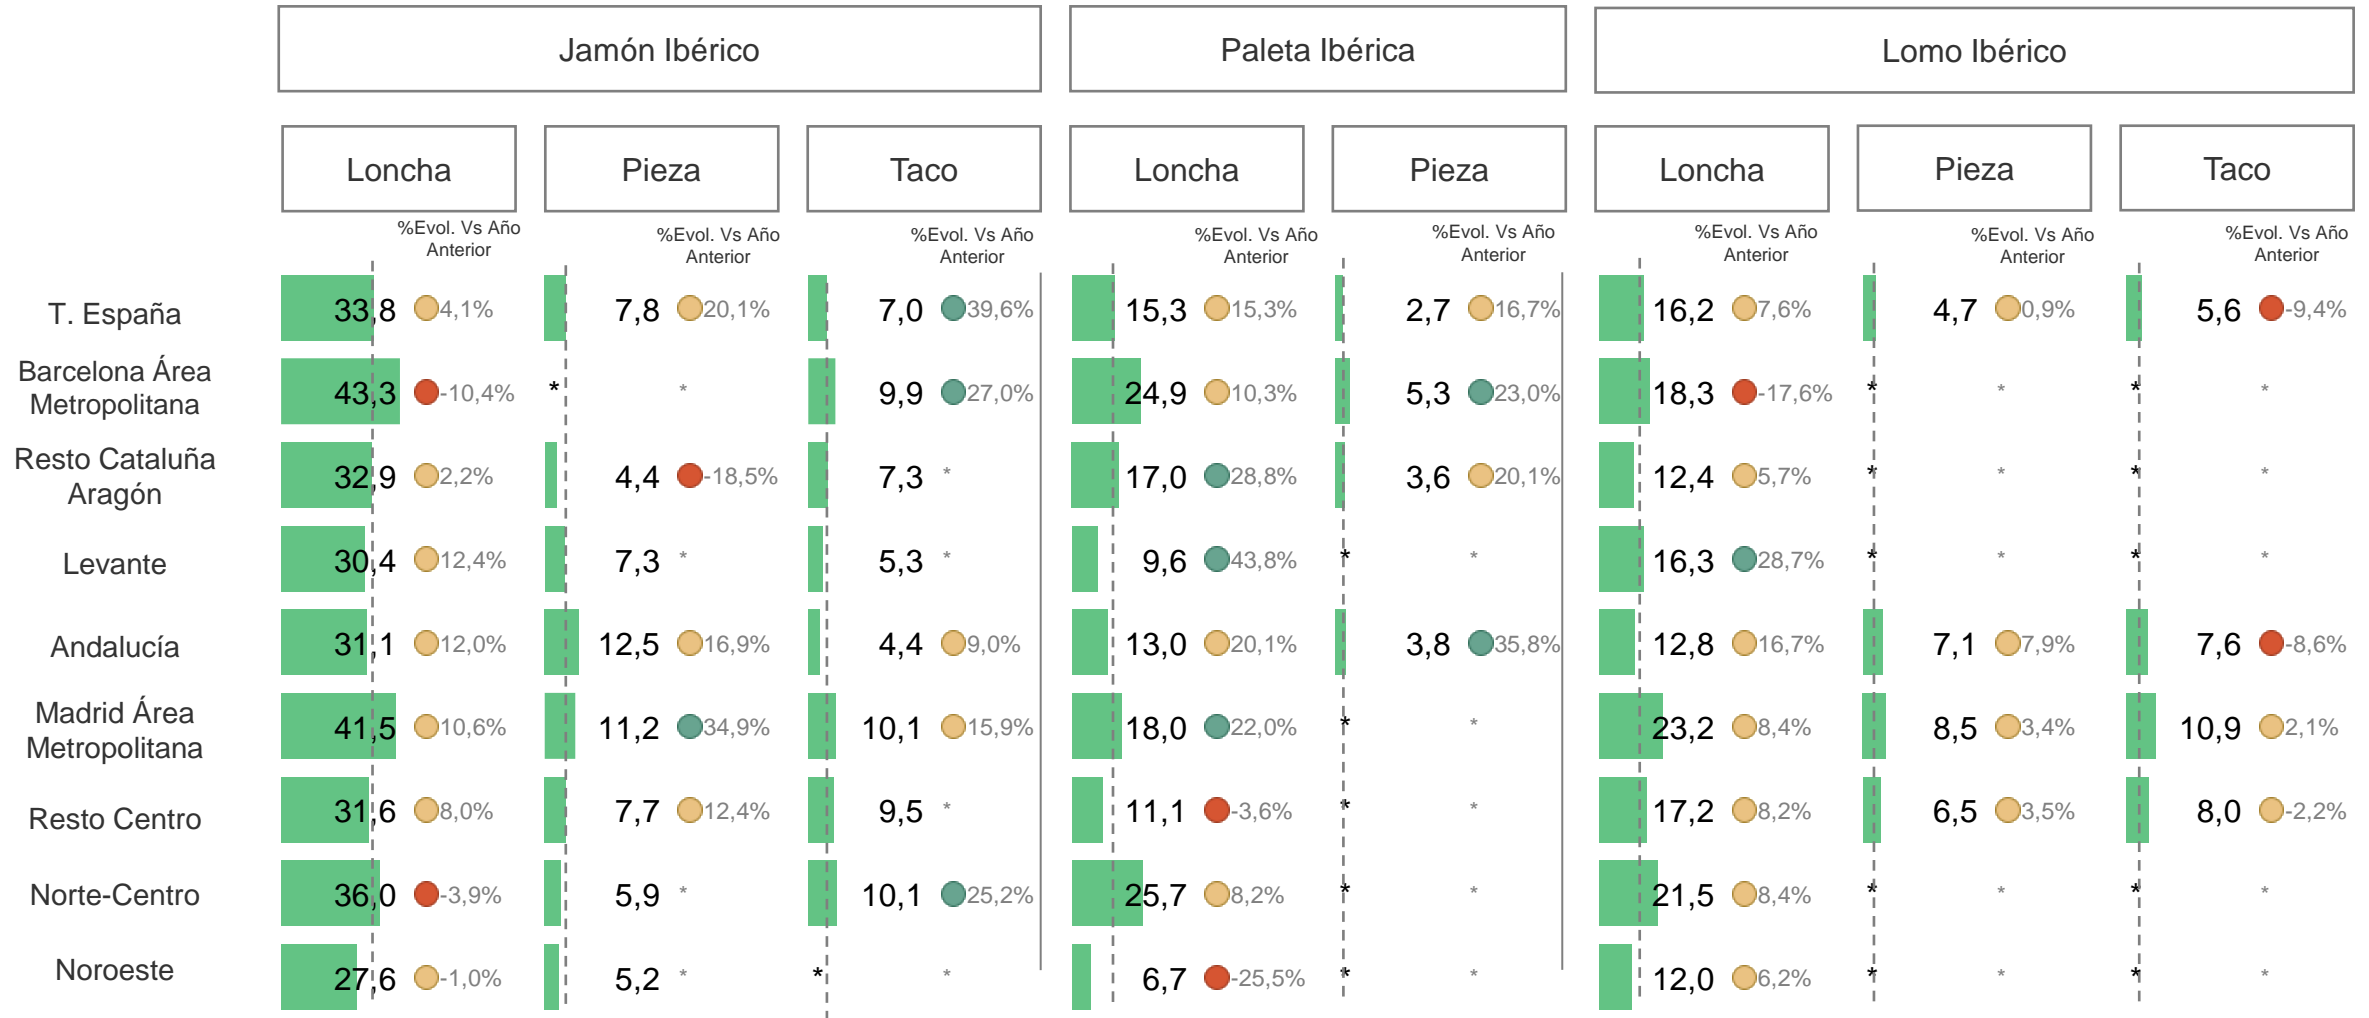 Jamón Ibérico Paleta Ibérica Lomo Ibérico
Loncha Pieza Taco Loncha Pieza Loncha Pieza Taco
%Evol. Vs Año %Evol. Vs Año %Evol. Vs Año %Evol. Vs Año %Evol. Vs Año %Evol. Vs Año %Evol. Vs Año %Evol. Vs Año
Anterior Anterior Anterior Anterior Anterior Anterior Anterior Anterior
T. España 33,8 4,1% 7,8 20,1% 7,0 39,6% 15,3 15,3% 2,7 16,7% 16,2 7,6% 4,7 0,9% 5,6 -9,4%
Barcelona Área
Metropolitana 43,3 -10,4% * * 9,9 27,0% 24,9 10,3% 5,3 23,0% 18,3 -17,6% * * * *
Resto Cataluña
Aragón 32,9 2,2% 4,4 -18,5% 7,3 * 17,0 28,8% 3,6 20,1% 12,4 5,7% * * * *
Levante 30,4 12,4% 7,3 * 5,3 * 9,6 43,8% * * 16,3 28,7% * * * *
Andalucía 31,1 12,0% 12,5 16,9% 4,4 9,0% 13,0 20,1% 3,8 35,8% 12,8 16,7% 7,1 7,9% 7,6 -8,6%
Madrid Área
Metropolitana 41,5 10,6% 11,2 34,9% 10,1 15,9% 18,0 22,0% * * 23,2 8,4% 8,5 3,4% 10,9 2,1%
Resto Centro 31,6 8,0% 7,7 12,4% 9,5 * 11,1 -3,6% * * 17,2 8,2% 6,5 3,5% 8,0 -2,2%
Norte-Centro 36,0 -3,9% 5,9 * 10,1 25,2% 25,7 8,2% * * 21,5 8,4% * * * *
Noroeste 27,6 -1,0% 5,2 * * * 6,7 -25,5% * * 12,0 6,2% * * * *